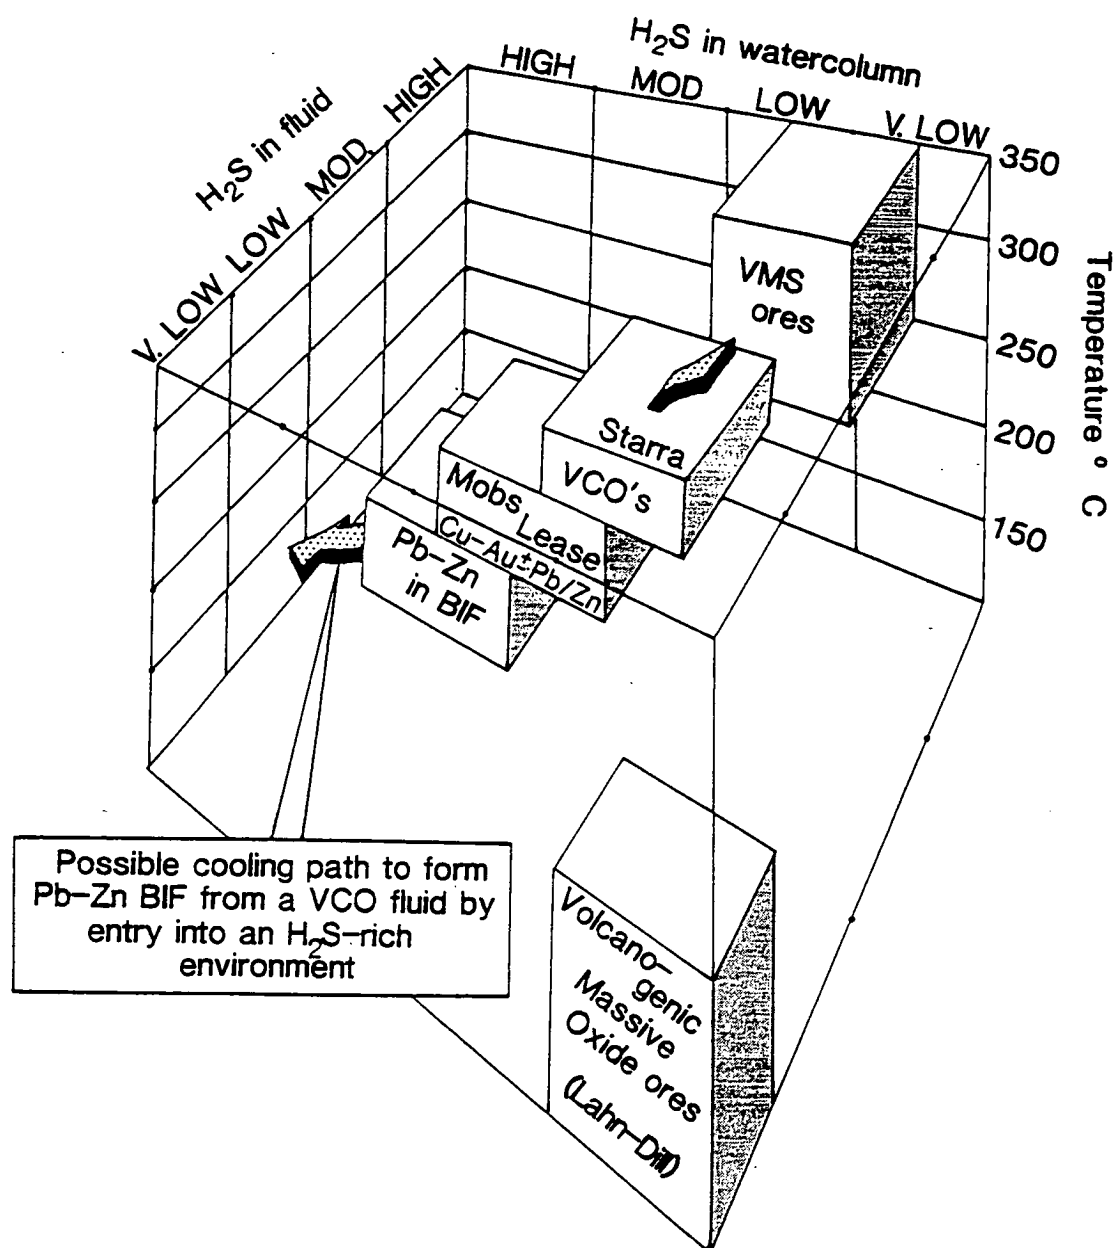 H2S in watercolumn
HIGH
MOD
LOW
V. LOW
H2S in fluid
HIGH
MOD.
LOW
V. LOW
350
300
250
200
150
Temperature ° C
VMS
ores
Starra
VCO's
Mobs
Lease
Cu-Au±Pb/Zn
Pb-Zn
in BIF
Possible cooling path to form
Pb-Zn BIF from a VCO fluid by
entry into an H2S-rich
environment
Volcano-
genic
Massive
Oxide ores
(Lahn-Dill)